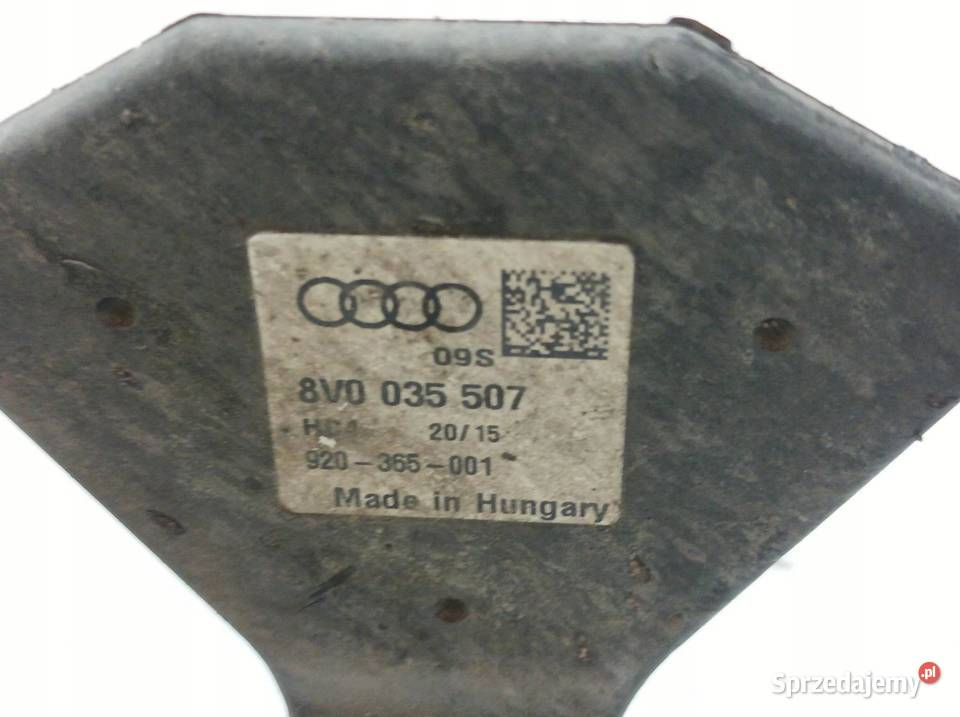 09S
8V0 035 507
20/15
920-365-001
Made in Hungary
Sprzedajemy.pl